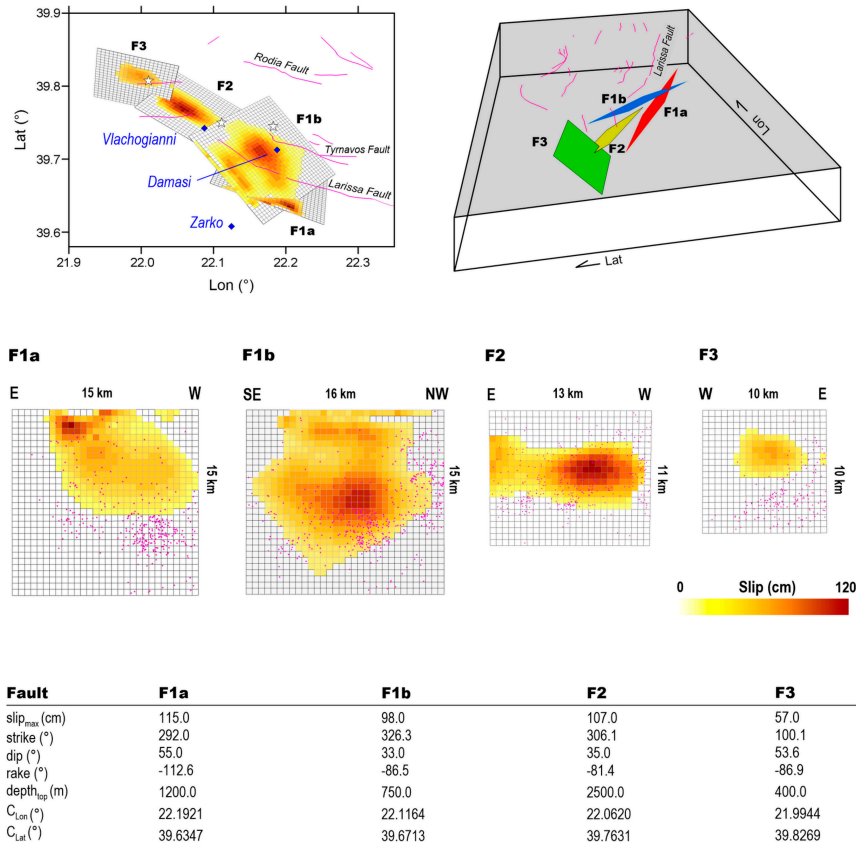 39.9
39.8
39.7
39.6
Lat (°)
21.9 22.0 22.1 22.2 22.3
Lon (°)
F3
F2
F1b
F1a
Rodia Fault
Tyrnavos Fault
Larissa Fault
Vlachogianni
Damasi
Zarko
Larissa Fault
F1b
F1a
F3
F2
Lon
Lat
F1a
E 15 km W
15 km
F1b
SE 16 km NW
15 km
F2
E 13 km W
11 km
F3
W 10 km E
10 km
0 Slip (cm) 120
Fault F1a F1b F2 F3
slipmax (cm) 115.0 98.0 107.0 57.0
strike (°) 292.0 326.3 306.1 100.1
dip (°) 55.0 33.0 35.0 53.6
rake (°) -112.6 -86.5 -81.4 -86.9
depthtop (m) 1200.0 750.0 2500.0 400.0
CLon (°) 22.1921 22.1164 22.0620 21.9944
CLat (°) 39.6347 39.6713 39.7631 39.8269